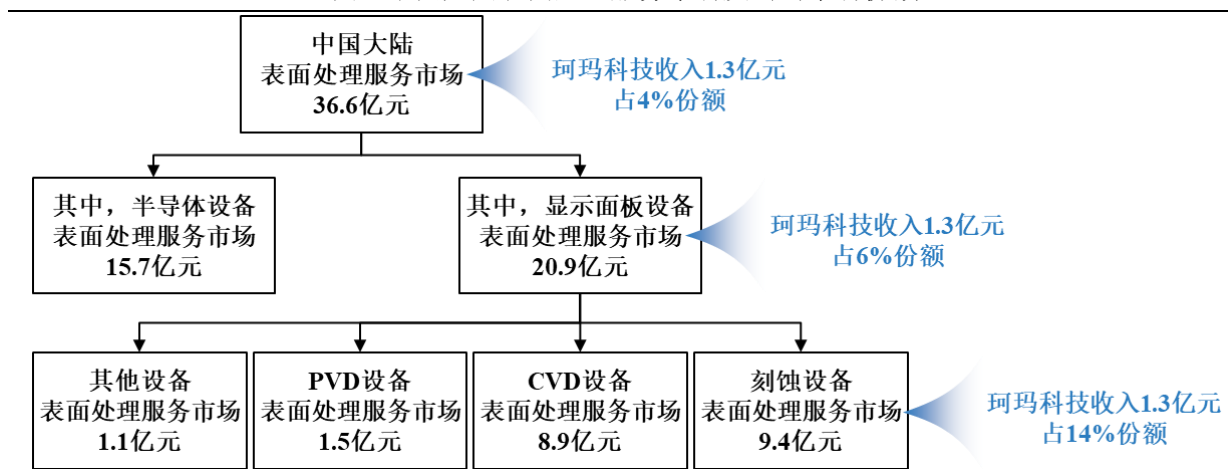 中国大陆
表面处理服务市场
36.6亿元
珂玛科技收入1.3亿元
占4%份额
其中，半导体设备
表面处理服务市场
15.7亿元
其中，显示面板设备
表面处理服务市场
20.9亿元
珂玛科技收入1.3亿元
占6%份额
其他设备
表面处理服务市场
1.1亿元
PVD设备
表面处理服务市场
1.5亿元
CVD设备
表面处理服务市场
8.9亿元
刻蚀设备
表面处理服务市场
9.4亿元
珂玛科技收入1.3亿元
占14%份额